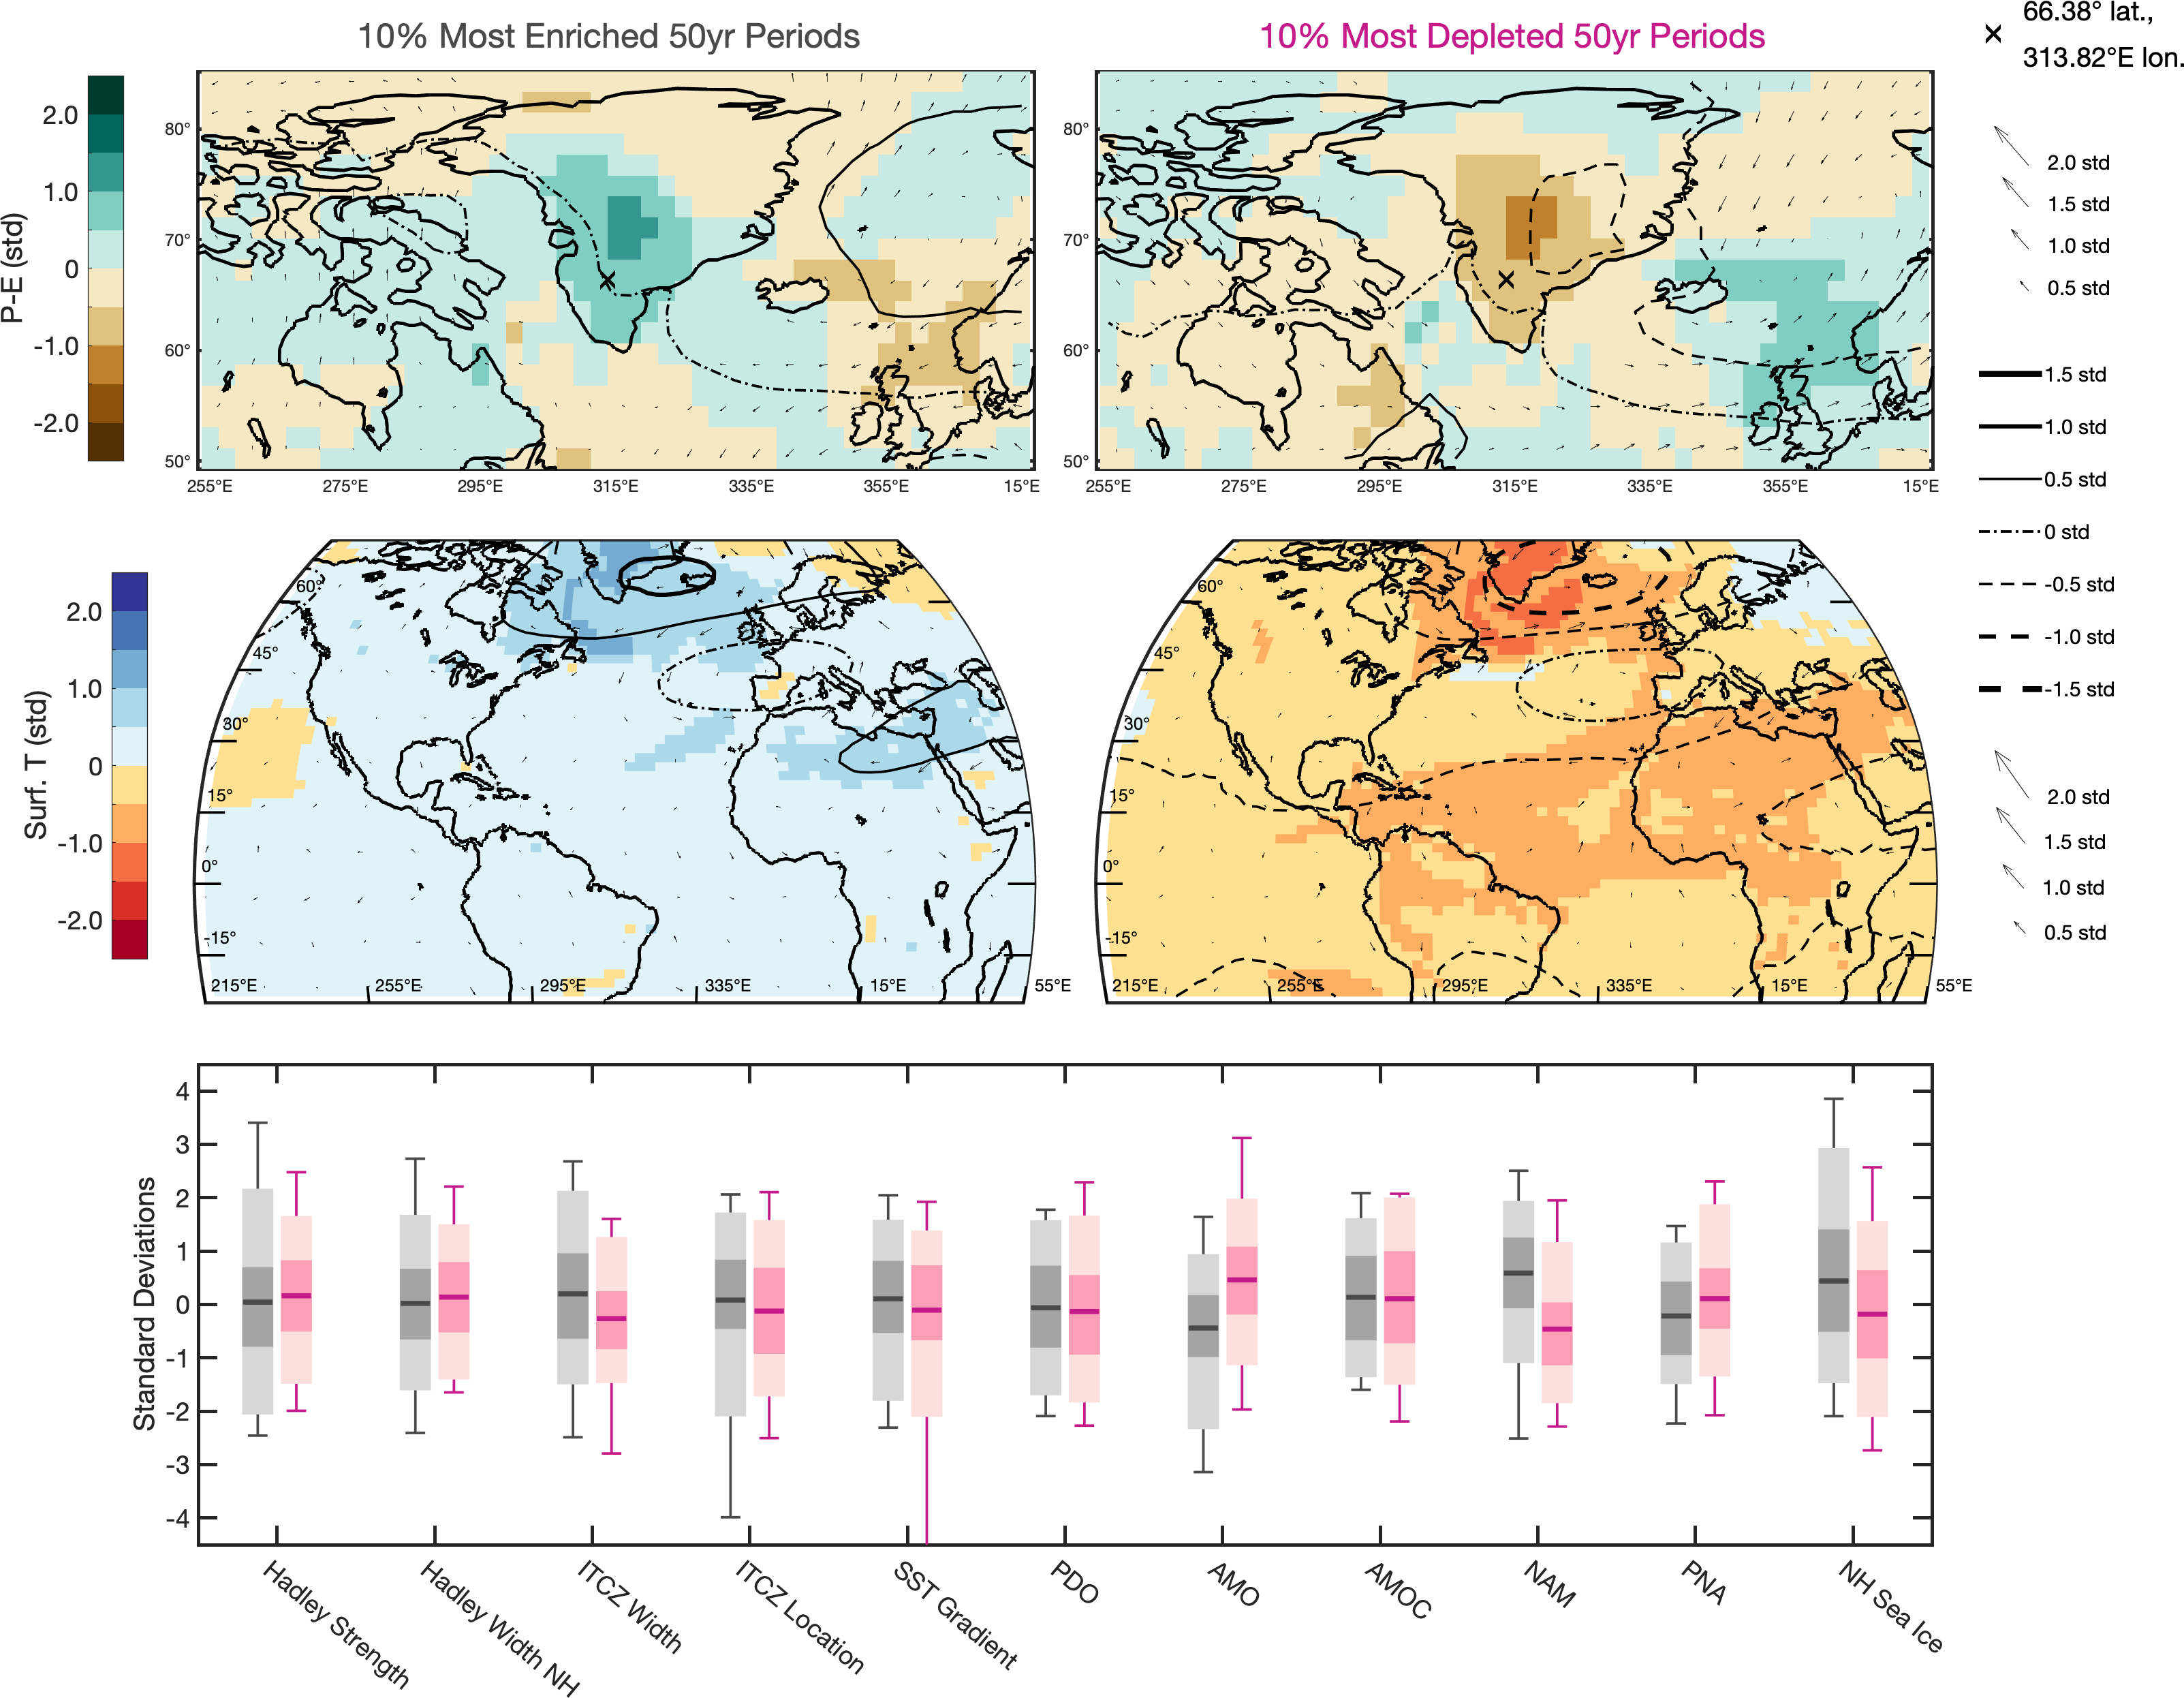 10% Most Enriched 50yr Periods
10% Most Depleted 50yr Periods
66.38° lat.,
313.82°E lon.
P-E (std)
2.0
1.0
0
-1.0
-2.0
80°
70°
60°
50°
255°E 275°E 295°E 315°E 335°E 355°E 15°E
80°
70°
60°
50°
255°E 275°E 295°E 315°E 335°E 355°E 15°E
2.0 std
1.5 std
1.0 std
0.5 std
1.5 std
1.0 std
0.5 std
0 std
-0.5 std
-1.0 std
-1.5 std
Surf. T (std)
2.0
1.0
0
-1.0
-2.0
60°
45°
30°
15°
0°
-15°
215°E 255°E 295°E 335°E 15°E 55°E
60°
45°
30°
15°
0°
-15°
215°E 255°E 295°E 335°E 15°E 55°E
2.0 std
1.5 std
1.0 std
0.5 std
Standard Deviations
4
3
2
1
0
-1
-2
-3
-4
Hadley Strength
Hadley Width NH
ITCZ Width
ITCZ Location
SST Gradient
PDO
AMO
AMOC
NAM
PNA
NH Sea Ice